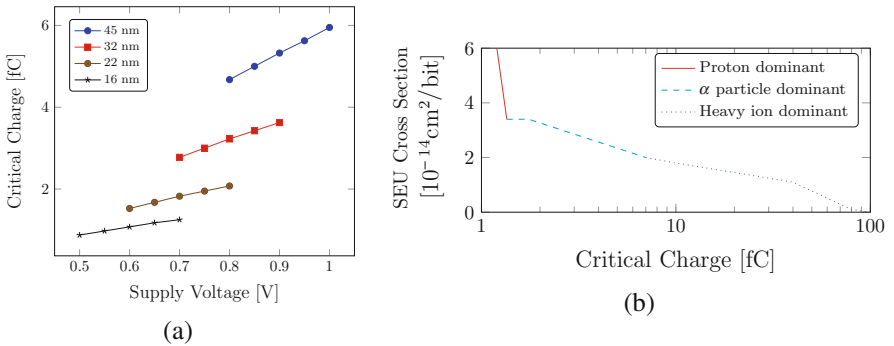 6
4
2
0.5 0.6 0.7 0.8 0.9 1
Critical Charge [fC]
Supply Voltage [V]
45 nm
32 nm
22 nm
16 nm
(a)
6
4
2
0
1 10 100
SEU Cross Section
[10⁻¹⁴cm²/bit]
Critical Charge [fC]
Proton dominant
α particle dominant
Heavy ion dominant
(b)